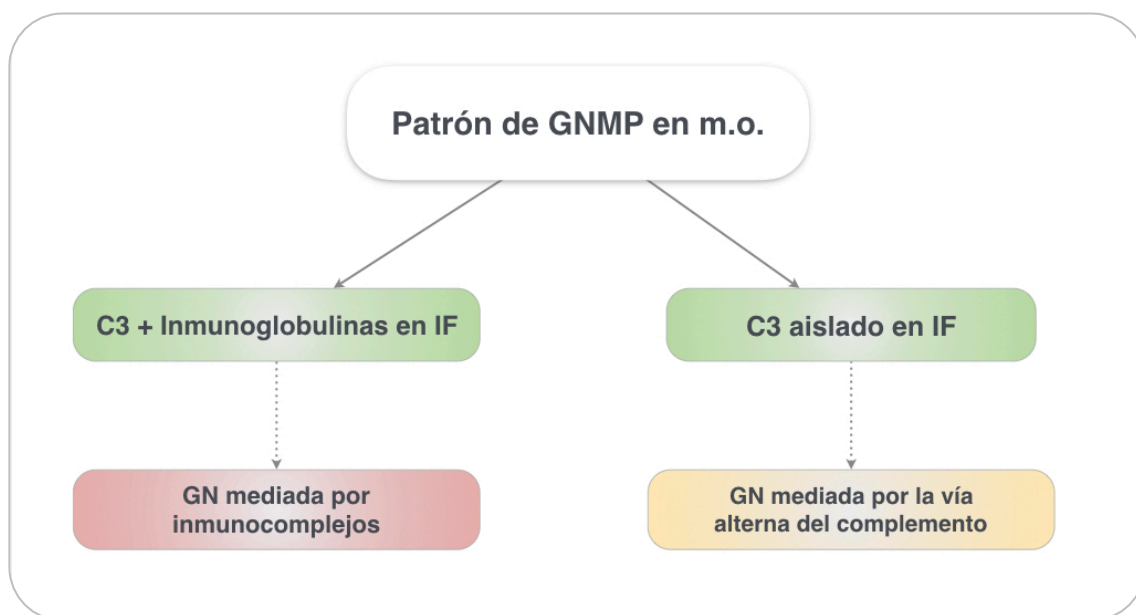 Patrón de GNMP en m.o.
C3 + Inmunoglobulinas en IF
C3 aislado en IF
GN mediada por
inmunocomplejos
GN mediada por la vía
alterna del complemento